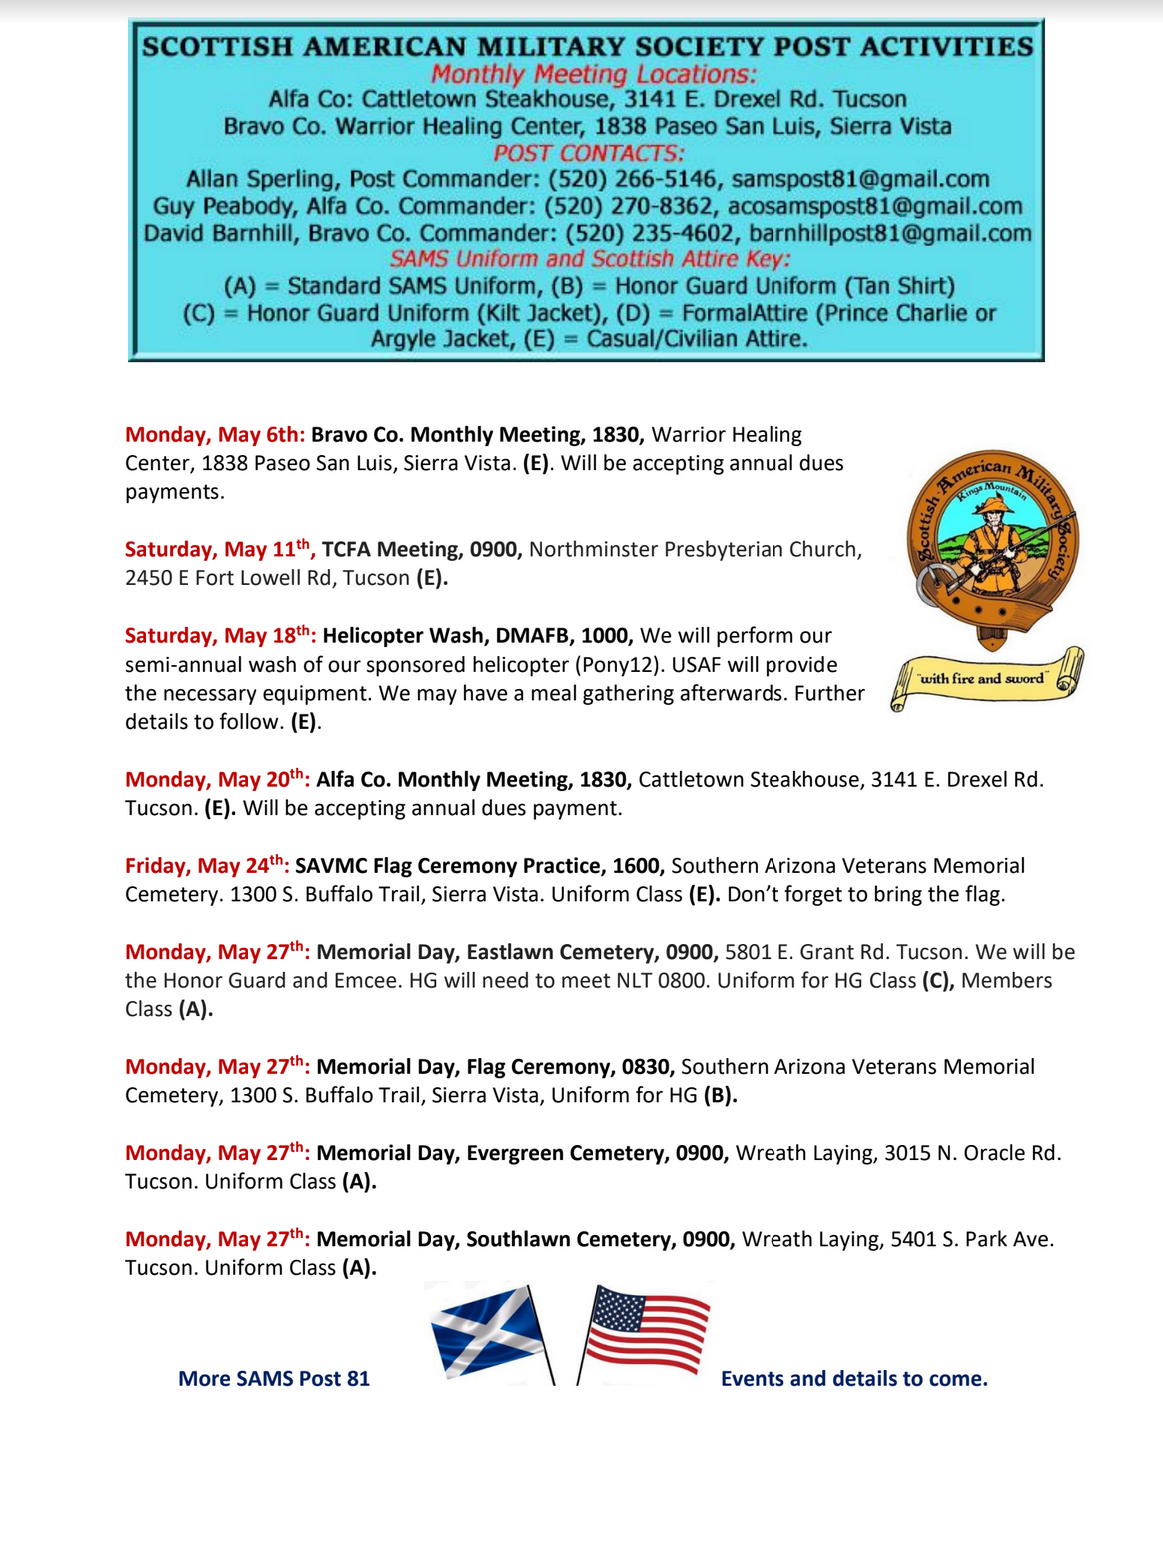 SCOTTISH AMERICAN MILITARY SOCIETY POST ACTIVITIES
Monthly Meeting Locations:
Alfa Co: Cattletown Steakhouse, 3141 E. Drexel Rd. Tucson
Bravo Co. Warrior Healing Center, 1838 Paseo San Luis, Sierra Vista
POST CONTACTS:
Allan Sperling, Post Commander: (520) 266-5146, samspost81@gmail.com
Guy Peabody, Alfa Co. Commander: (520) 270-8362, acosamspost81@gmail.com
David Barnhill, Bravo Co. Commander: (520) 235-4602, barnhillpost81@gmail.com
SAMS Uniform and Scottish Attire Key:
(A) = Standard SAMS Uniform, (B) = Honor Guard Uniform (Tan Shirt)
(C) = Honor Guard Uniform (Kilt Jacket), (D) = FormalAttire (Prince Charlie or
Argyle Jacket, (E) = Casual/Civilian Attire.
Monday, May 6th: Bravo Co. Monthly Meeting, 1830, Warrior Healing
Center, 1838 Paseo San Luis, Sierra Vista. (E). Will be accepting annual dues
payments.
Scottish American Military Society
Kings Mountain
"with fire and sword"
Saturday, May 11th, TCFA Meeting, 0900, Northminster Presbyterian Church,
2450 E Fort Lowell Rd, Tucson (E).
Saturday, May 18th: Helicopter Wash, DMAFB, 1000, We will perform our
semi-annual wash of our sponsored helicopter (Pony12). USAF will provide
the necessary equipment. We may have a meal gathering afterwards. Further
details to follow. (E).
Monday, May 20th: Alfa Co. Monthly Meeting, 1830, Cattletown Steakhouse, 3141 E. Drexel Rd.
Tucson. (E). Will be accepting annual dues payment.
Friday, May 24th: SAVMC Flag Ceremony Practice, 1600, Southern Arizona Veterans Memorial
Cemetery. 1300 S. Buffalo Trail, Sierra Vista. Uniform Class (E). Don’t forget to bring the flag.
Monday, May 27th: Memorial Day, Eastlawn Cemetery, 0900, 5801 E. Grant Rd. Tucson. We will be
the Honor Guard and Emcee. HG will need to meet NLT 0800. Uniform for HG Class (C), Members
Class (A).
Monday, May 27th: Memorial Day, Flag Ceremony, 0830, Southern Arizona Veterans Memorial
Cemetery, 1300 S. Buffalo Trail, Sierra Vista, Uniform for HG (B).
Monday, May 27th: Memorial Day, Evergreen Cemetery, 0900, Wreath Laying, 3015 N. Oracle Rd.
Tucson. Uniform Class (A).
Monday, May 27th: Memorial Day, Southlawn Cemetery, 0900, Wreath Laying, 5401 S. Park Ave.
Tucson. Uniform Class (A).
More SAMS Post 81 Events and details to come.